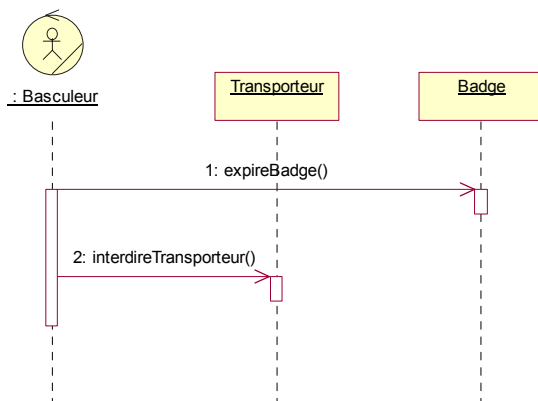 : Basculeur
Transporteur
Badge
1: expireBadge()
2: interdireTransporteur()